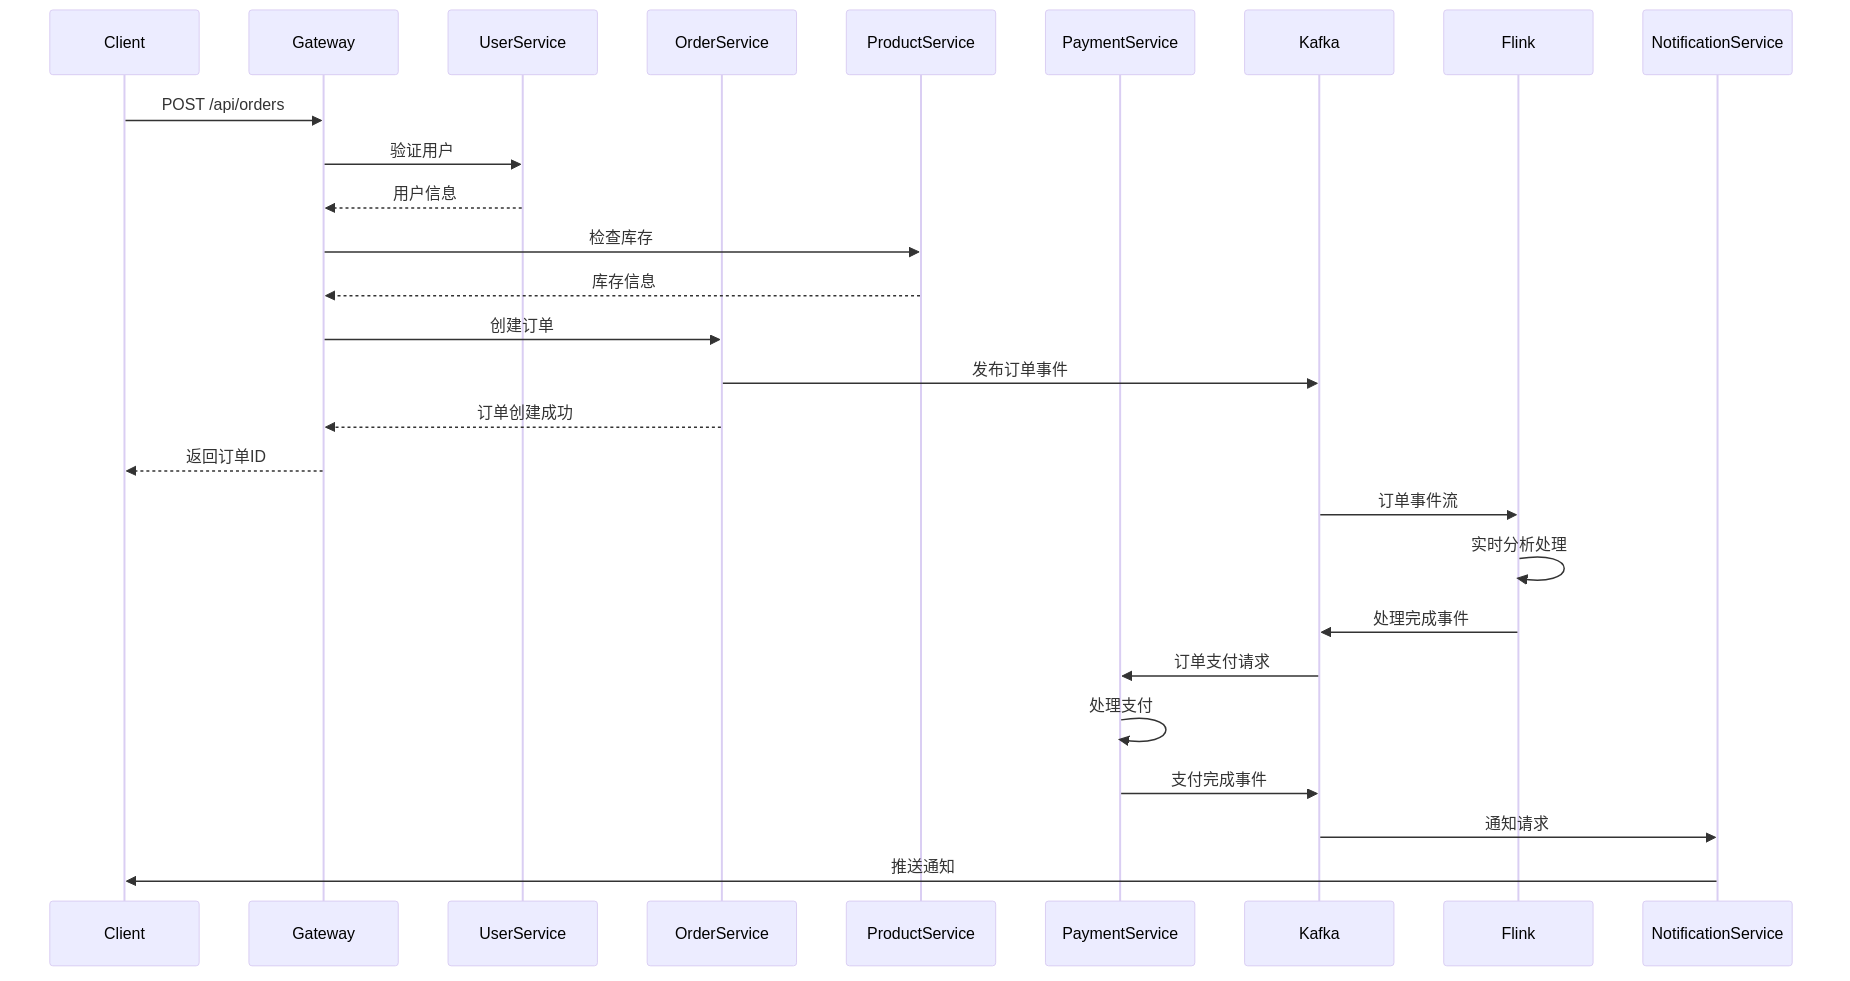 Client
Gateway
UserService
OrderService
ProductService
PaymentService
Kafka
Flink
NotificationService
POST /api/orders
验证用户
用户信息
检查库存
库存信息
创建订单
发布订单事件
订单创建成功
返回订单ID
订单事件流
实时分析处理
处理完成事件
订单支付请求
处理支付
支付完成事件
通知请求
推送通知
Client
Gateway
UserService
OrderService
ProductService
PaymentService
Kafka
Flink
NotificationService